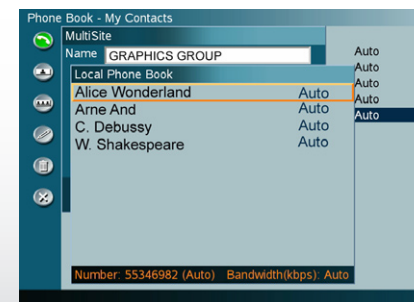 Phone Book - My Contacts
MultiSite
Name GRAPHICS GROUP
Auto
Local Phone Book Auto
Alice Wonderland Auto Auto
Arne And Auto Auto
C. Debussy Auto Auto
W. Shakespeare Auto
Number: 55346982 (Auto) Bandwidth(kbps): Auto